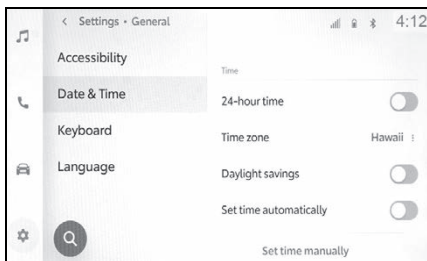 < Settings • General
4:12
Accessibility
Date & Time
Keyboard
Language
Time
24-hour time
Time zone
Hawaii
Daylight savings
Set time automatically
Set time manually